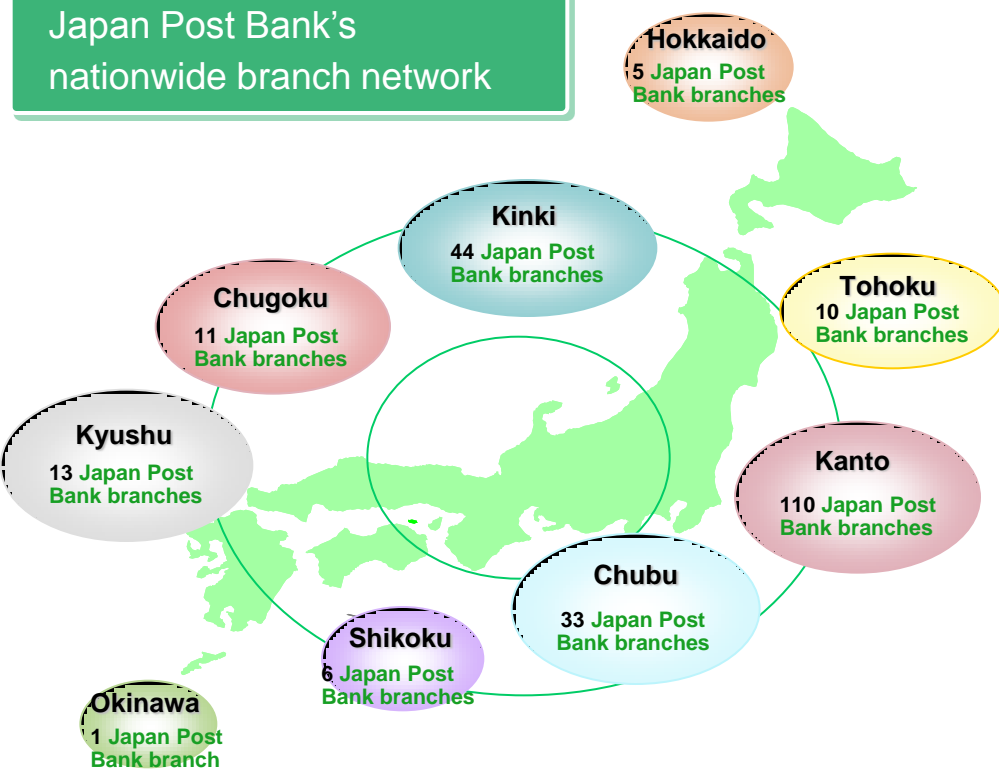 Japan Post Bank's
nationwide branch network
Hokkaido
5 Japan Post
Bank branches
Kinki
44 Japan Post
Bank branches
Chugoku
11 Japan Post
Bank branches
Tohoku
10 Japan Post
Bank branches
Kyushu
13 Japan Post
Bank branches
Kanto
110 Japan Post
Bank branches
Chubu
33 Japan Post
Bank branches
Shikoku
6 Japan Post
Bank branches
Okinawa
1 Japan Post
Bank branch